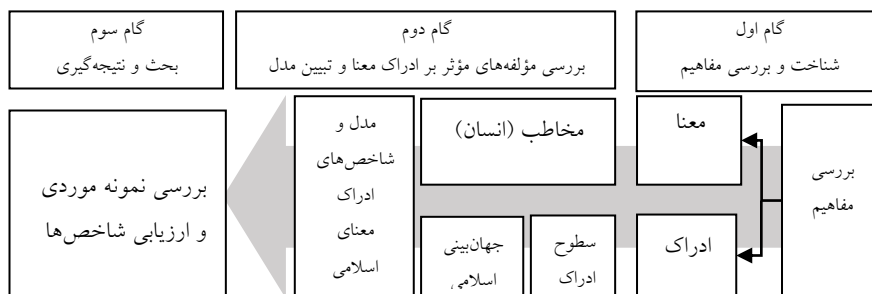 گام اول
شناخت و بررسی مفاهیم
گام دوم
بررسی مؤلفه‌های مؤثر بر ادراک معنا و تبیین مدل
گام سوم
بحث و نتیجه‌گیری
بررسی
مفاهیم
معنا
ادراک
مخاطب (انسان)
سطوح
ادراک
جهان‌بینی
اسلامی
مدل و
شاخص‌های
ادراک
معنای
اسلامی
بررسی نمونه موردی
و ارزیابی شاخص‌ها